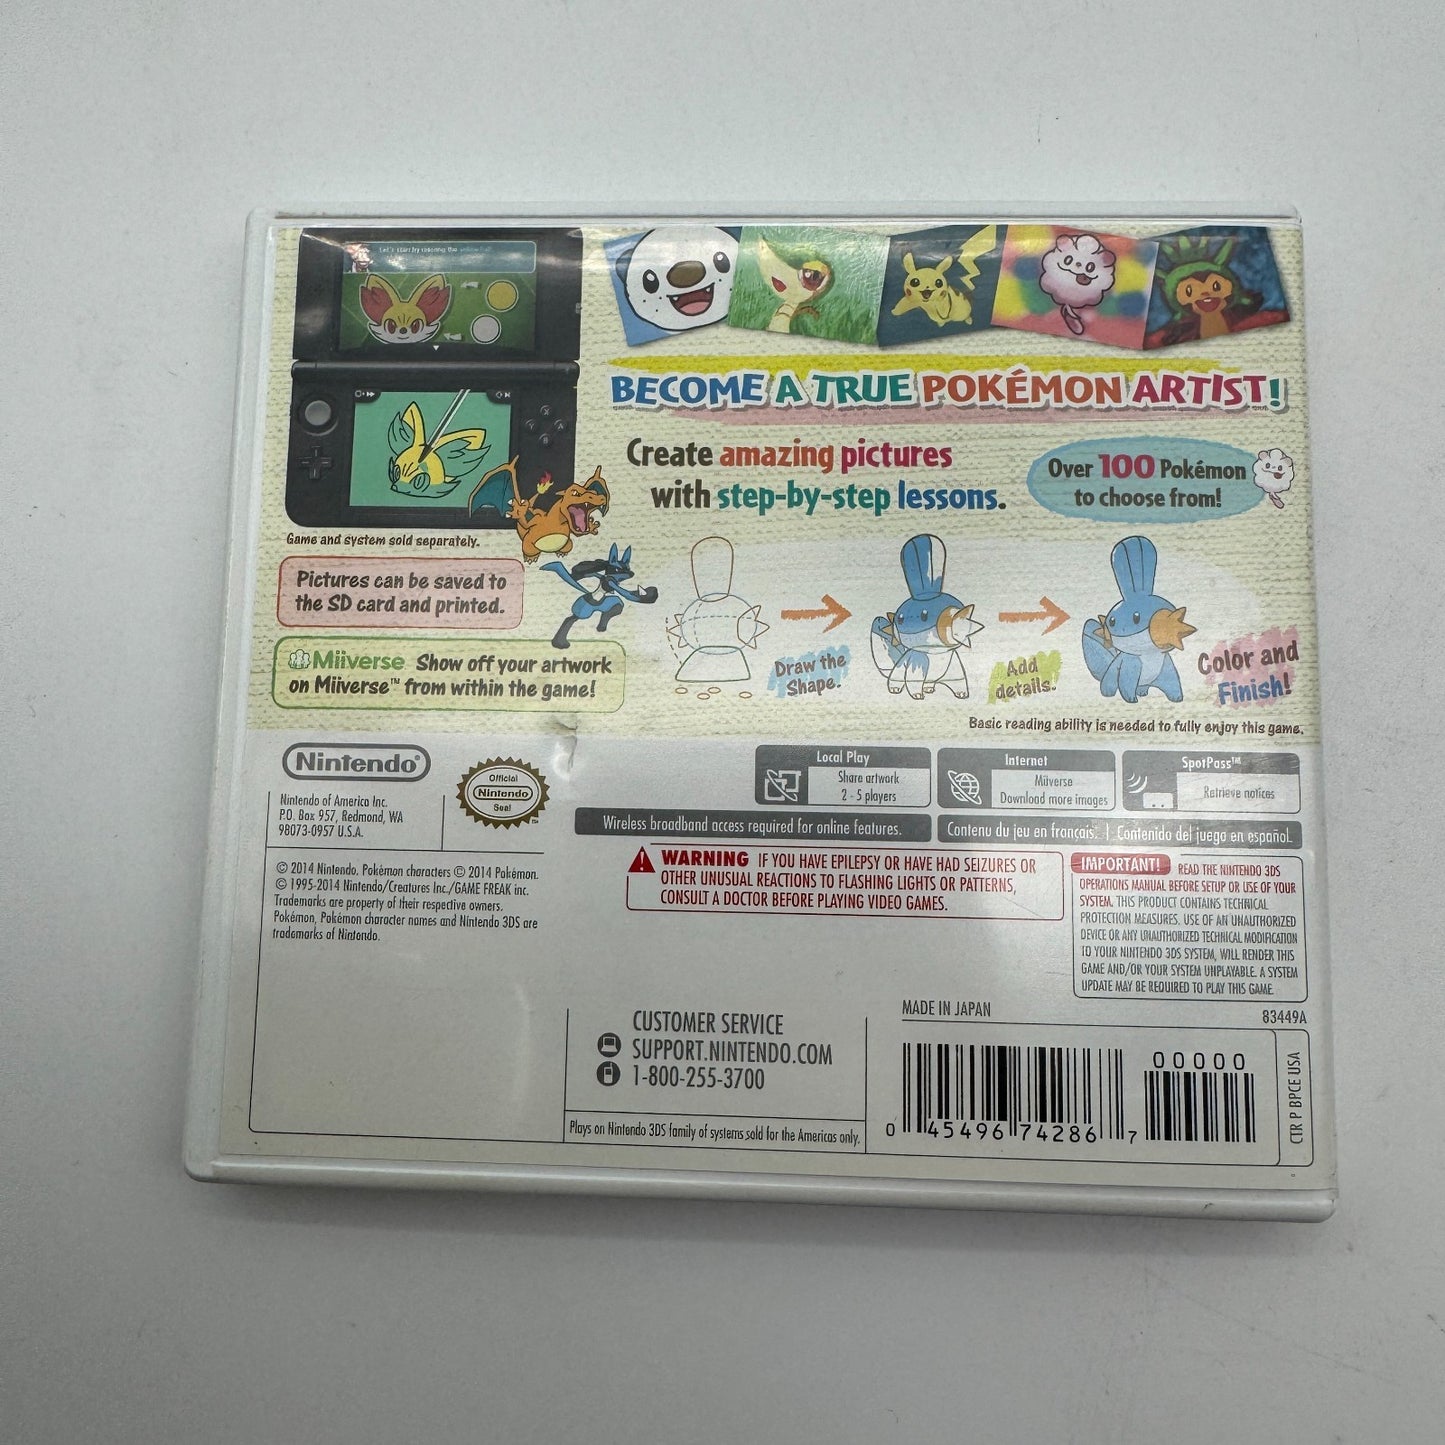 Let's start by coloring the
BECOME A TRUE POKÉMON ARTIST!
Create amazing pictures
with step-by-step lessons.
Over 100 Pokémon
to choose from!
Game and system sold separately.
Pictures can be saved to
the SD card and printed.
Miiverse Show off your artwork
on Miiverse™ from within the game!
Draw the
Shape.
Add
details.
Color and
Finish!
Basic reading ability is needed to fully enjoy this game.
Nintendo®
Official
Nintendo
Seal
™
Nintendo of America Inc.
P.O. Box 957, Redmond, WA
98073-0957 U.S.A.
Local Play
Share artwork
2 - 5 players
Internet
Miiverse
Download more images
SpotPass™
Retrieve notices
Wireless broadband access required for online features.
Contenu du jeu en français. | Contenido del juego en español.
© 2014 Nintendo. Pokémon characters © 2014 Pokémon.
© 1995-2014 Nintendo/Creatures Inc./GAME FREAK inc.
Trademarks are property of their respective owners.
Pokémon, Pokémon character names and Nintendo 3DS are
trademarks of Nintendo.
WARNING IF YOU HAVE EPILEPSY OR HAVE HAD SEIZURES OR
OTHER UNUSUAL REACTIONS TO FLASHING LIGHTS OR PATTERNS,
CONSULT A DOCTOR BEFORE PLAYING VIDEO GAMES.
IMPORTANT! READ THE NINTENDO 3DS
OPERATIONS MANUAL BEFORE SETUP OR USE OF YOUR
SYSTEM. THIS PRODUCT CONTAINS TECHNICAL
PROTECTION MEASURES. USE OF AN UNAUTHORIZED
DEVICE OR ANY UNAUTHORIZED TECHNICAL MODIFICATION
TO YOUR NINTENDO 3DS SYSTEM, WILL RENDER THIS
GAME AND/OR YOUR SYSTEM UNPLAYABLE. A SYSTEM
UPDATE MAY BE REQUIRED TO PLAY THIS GAME.
CUSTOMER SERVICE
SUPPORT.NINTENDO.COM
1-800-255-3700
Plays on Nintendo 3DS family of systems sold for the Americas only.
MADE IN JAPAN
83449A
00000
0 45496 74286 7
CTR P BPCE USA